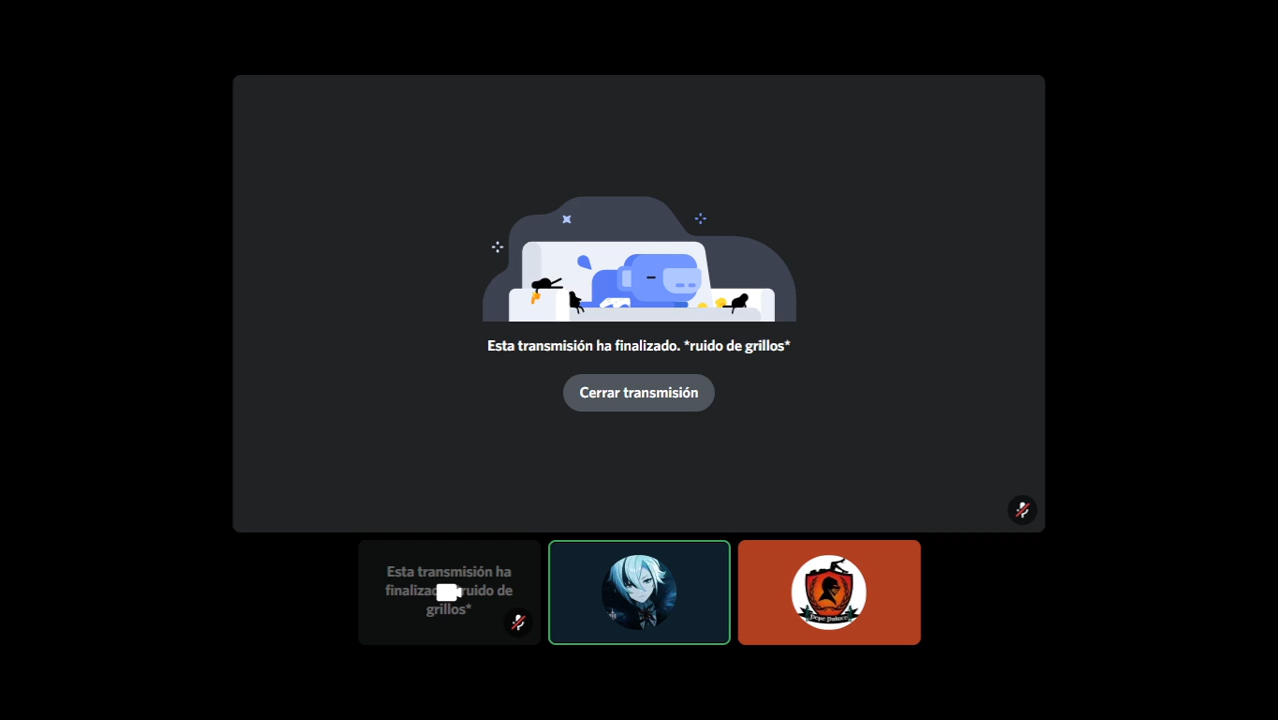 Esta transmisión ha finalizado. *ruido de grillos*
Cerrar transmisión
Esta transmisión ha
ruido de
grillos*